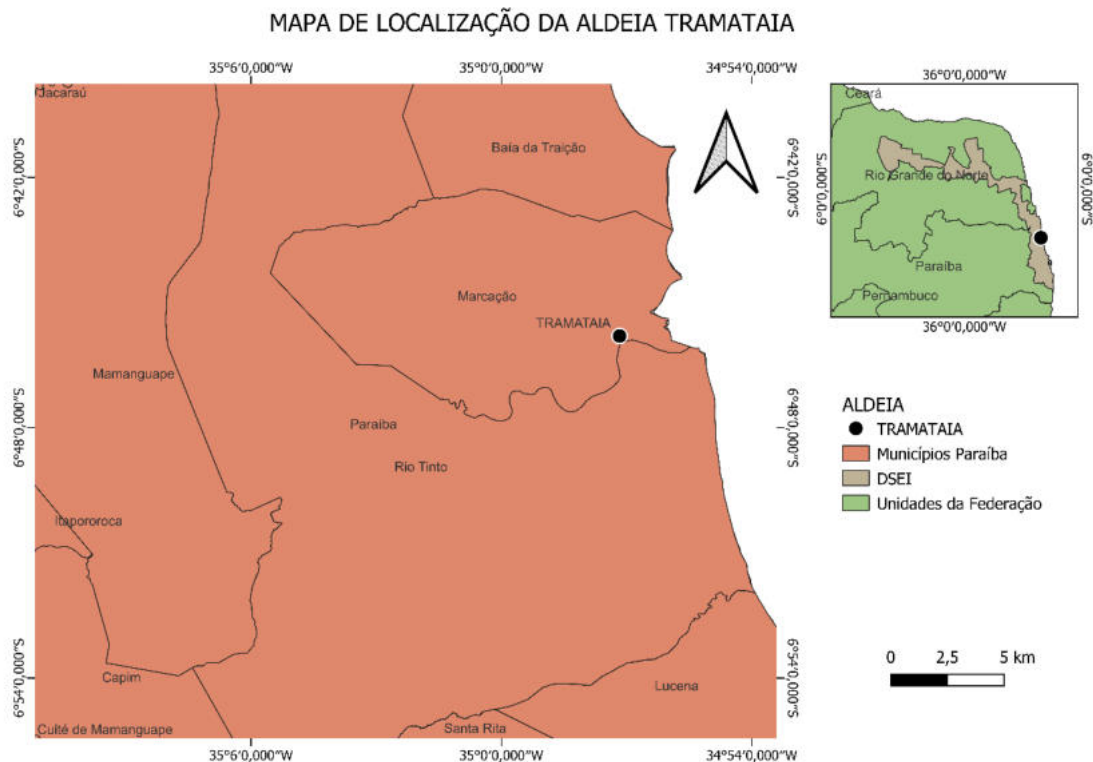 MAPA DE LOCALIZAÇÃO DA ALDEIA TRAMATAIA
35°6′0,000″W
35°0′0,000″W
34°54′0,000″W
36°0′0,000″W
Jacaraú
Ceará
Baía da Traição
6°42′0,000″S
6°42′0,000″S
6°0′0,000″S
6°0′0,000″S
Rio Grande do Norte
Paraíba
Pernambuco
36°0′0,000″W
Marcação
TRAMATAIA
Mamanguape
Paraíba
Rio Tinto
6°48′0,000″S
6°48′0,000″S
ALDEIA
TRAMATAIA
Municípios Paraíba
DSEI
Unidades da Federação
Itapororoca
Capim
Lucena
6°54′0,000″S
6°54′0,000″S
0 2,5 5 km
Cuité de Mamanguape
Santa Rita
35°6′0,000″W
35°0′0,000″W
34°54′0,000″W